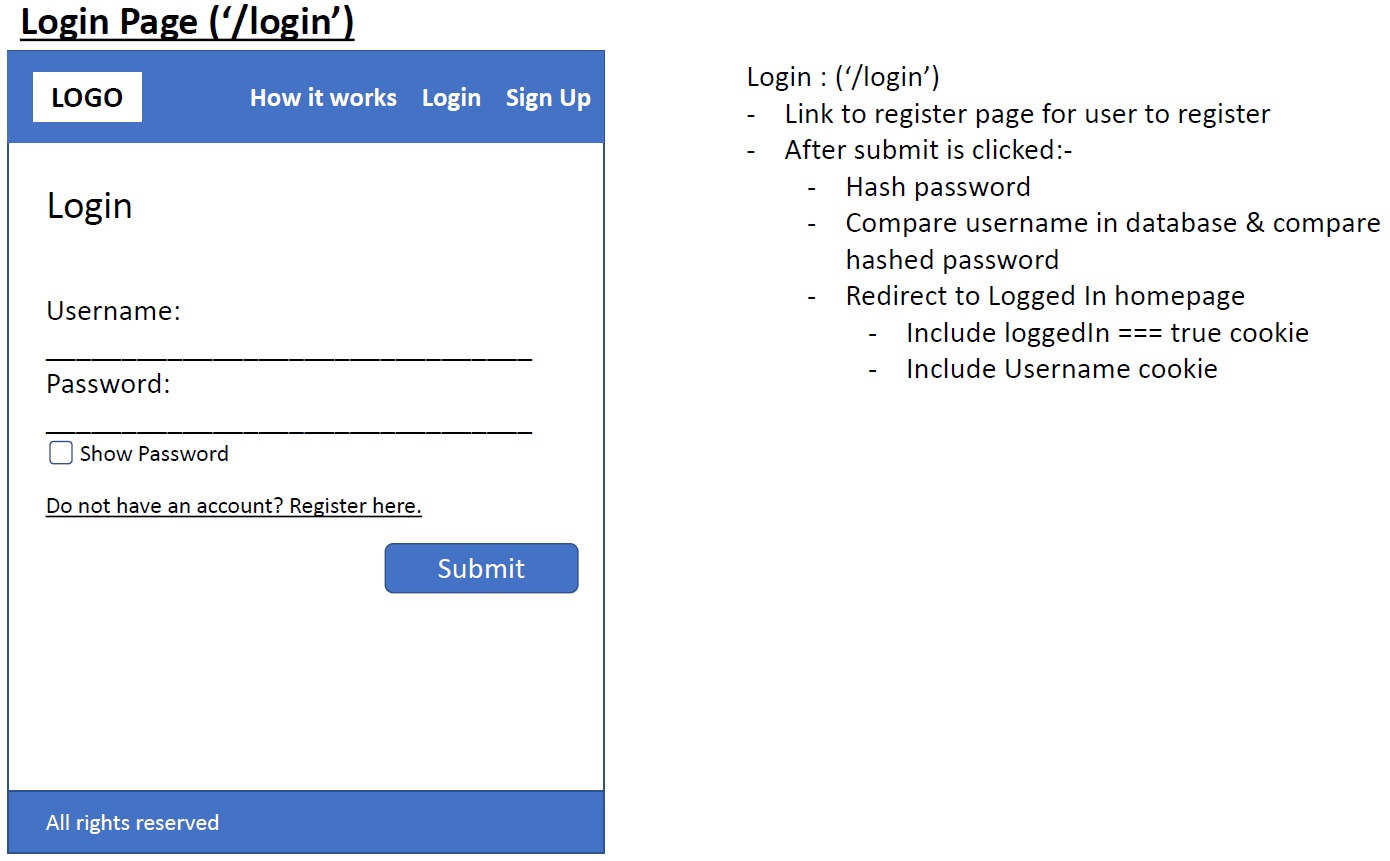 Login Page (‘/login’)
LOGO
How it works Login Sign Up
Login
Username:
Password:
Show Password
Do not have an account? Register here.
Submit
All rights reserved
Login : (‘/login’)
- Link to register page for user to register
- After submit is clicked:-
- Hash password
- Compare username in database & compare
hashed password
- Redirect to Logged In homepage
- Include loggedIn === true cookie
- Include Username cookie